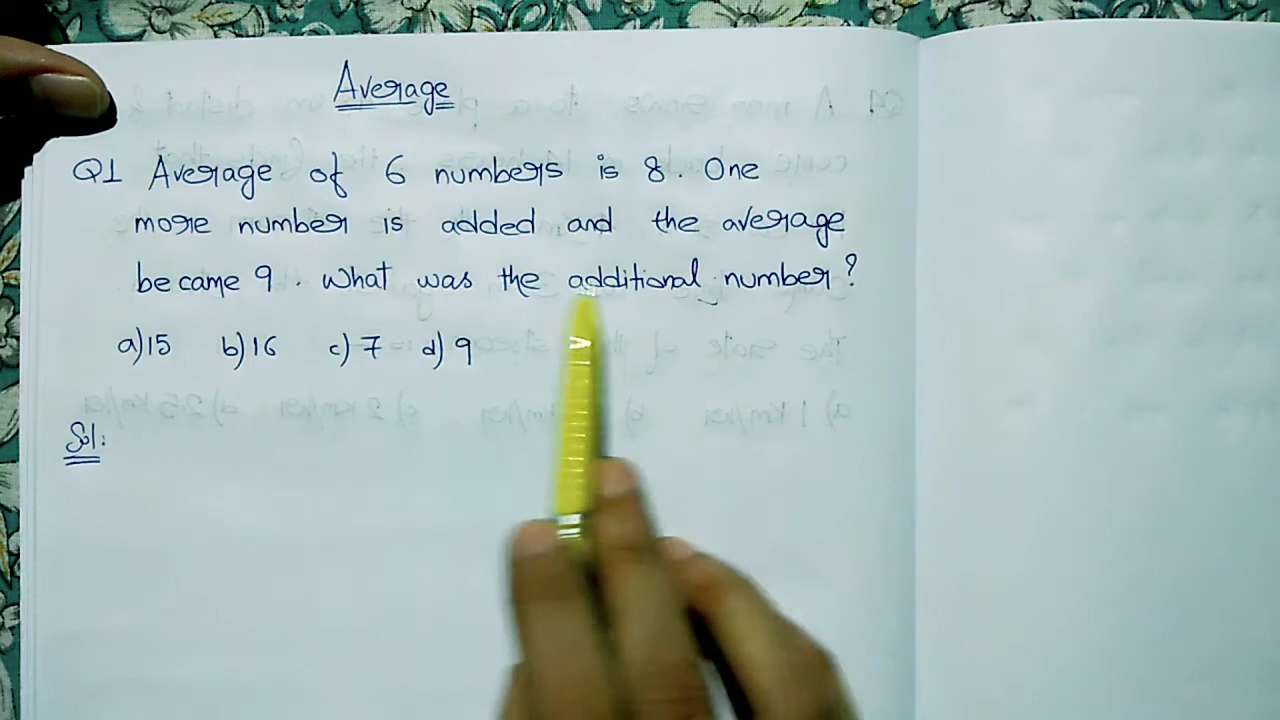 Average
Q1 Average of 6 numbers is 8. One
more number is added and the average
became 9. What was the additional number?
a) 15 b) 16 c) 7 d) 9
Sol: